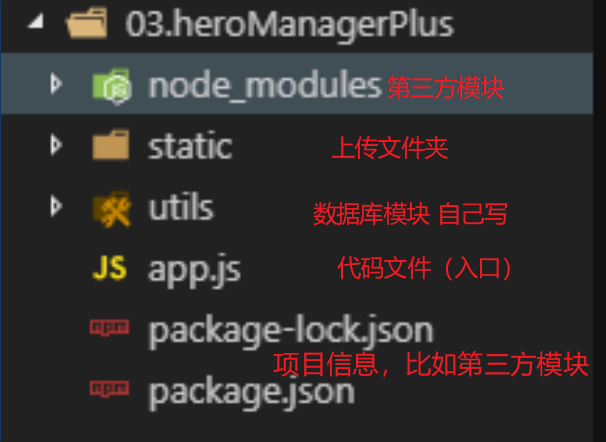 03.heroManagerPlus
node_modules 第三方模块
static 上传文件夹
utils 数据库模块 自己写
JS app.js 代码文件（入口）
npm package-lock.json
项目信息，比如第三方模块
npm package.json